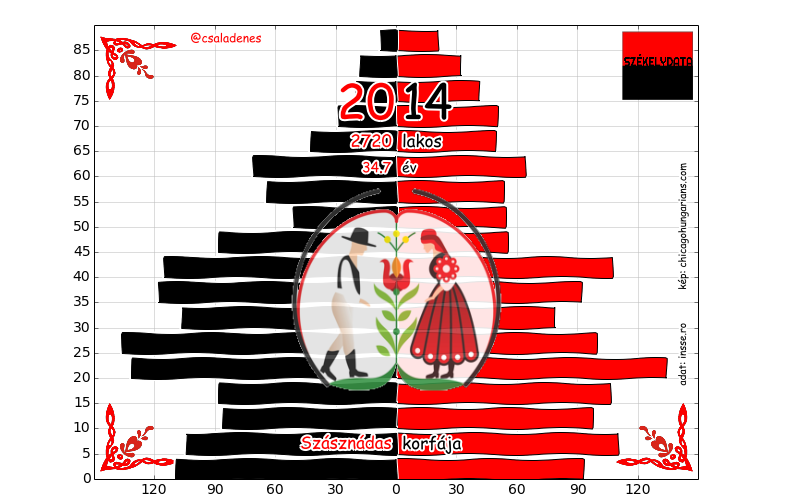 @csaladenes
SZÉKELYDATA
2014
2720 lakos
34.7 év
kép: chicagohungarians.com
adat: insse.ro
Szásznádas korfája
85
80
75
70
65
60
55
50
45
40
35
30
25
20
15
10
5
0
120 90 60 30 0 30 60 90 120